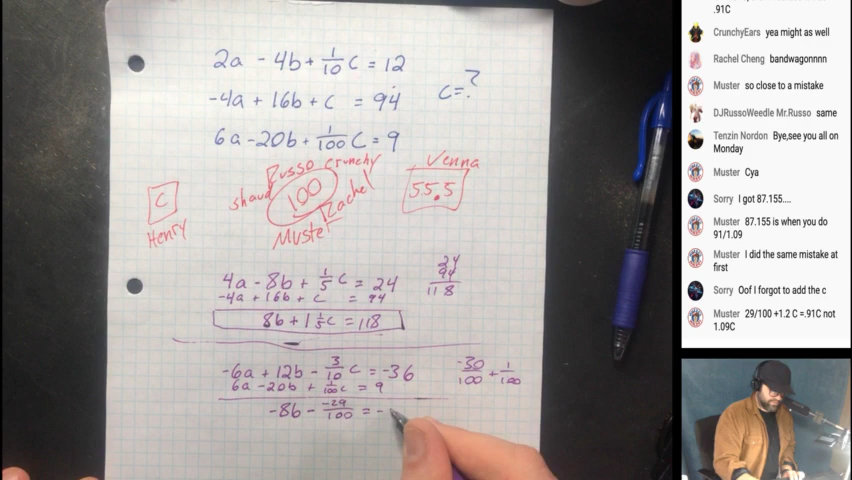 2a - 4b + 1/10 C = 12
-4a + 16b + C = 94
C = ?
6a - 20b + 1/100 C = 9
Russo crunchy
Venna
shaud
100
Rachel
55.5
C
Muster
Henry
4a - 8b + 1/5 C = 24
-4a + 16b + C = 94
8b + 1 1/5 C = 118
24
94
118
-6a + 12b - 3/10 C = -36
6a - 20b + 1/100 C = 9
-30/100 + 1/100
-8b - -29/100 = -
.91C
CrunchyEars yea might as well
Rachel Cheng bandwagonnnn
Muster so close to a mistake
DJRussoWeedle Mr.Russo same
Tenzin Nordon Bye,see you all on
Monday
Muster Cya
Sorry I got 87.155....
Muster 87.155 is when you do
91/1.09
Muster I did the same mistake at
first
Sorry Oof I forgot to add the c
Muster 29/100 +1.2 C =.91C not
1.09C